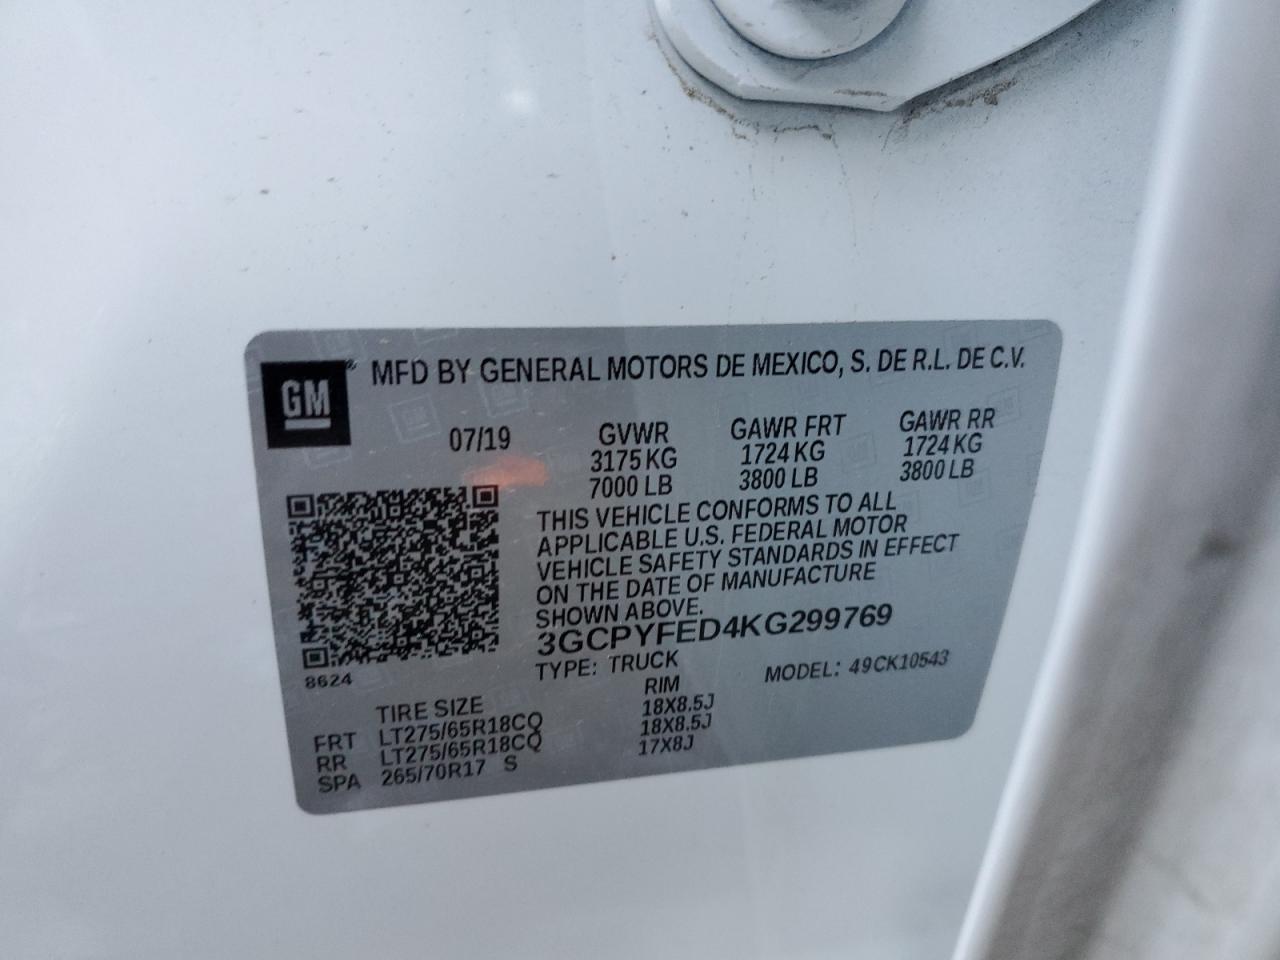 GM
MFD BY GENERAL MOTORS DE MEXICO, S. DE R.L. DE C.V.
07/19 GVWR GAWR FRT GAWR RR
3175 KG 1724 KG 1724 KG
7000 LB 3800 LB 3800 LB
THIS VEHICLE CONFORMS TO ALL
APPLICABLE U.S. FEDERAL MOTOR
VEHICLE SAFETY STANDARDS IN EFFECT
ON THE DATE OF MANUFACTURE
SHOWN ABOVE.
3GCPYFED4KG299769
TYPE: TRUCK MODEL: 49CK10543
8624
TIRE SIZE RIM
FRT LT275/65R18CQ 18X8.5J
RR LT275/65R18CQ 18X8.5J
SPA 265/70R17 S 17X8J